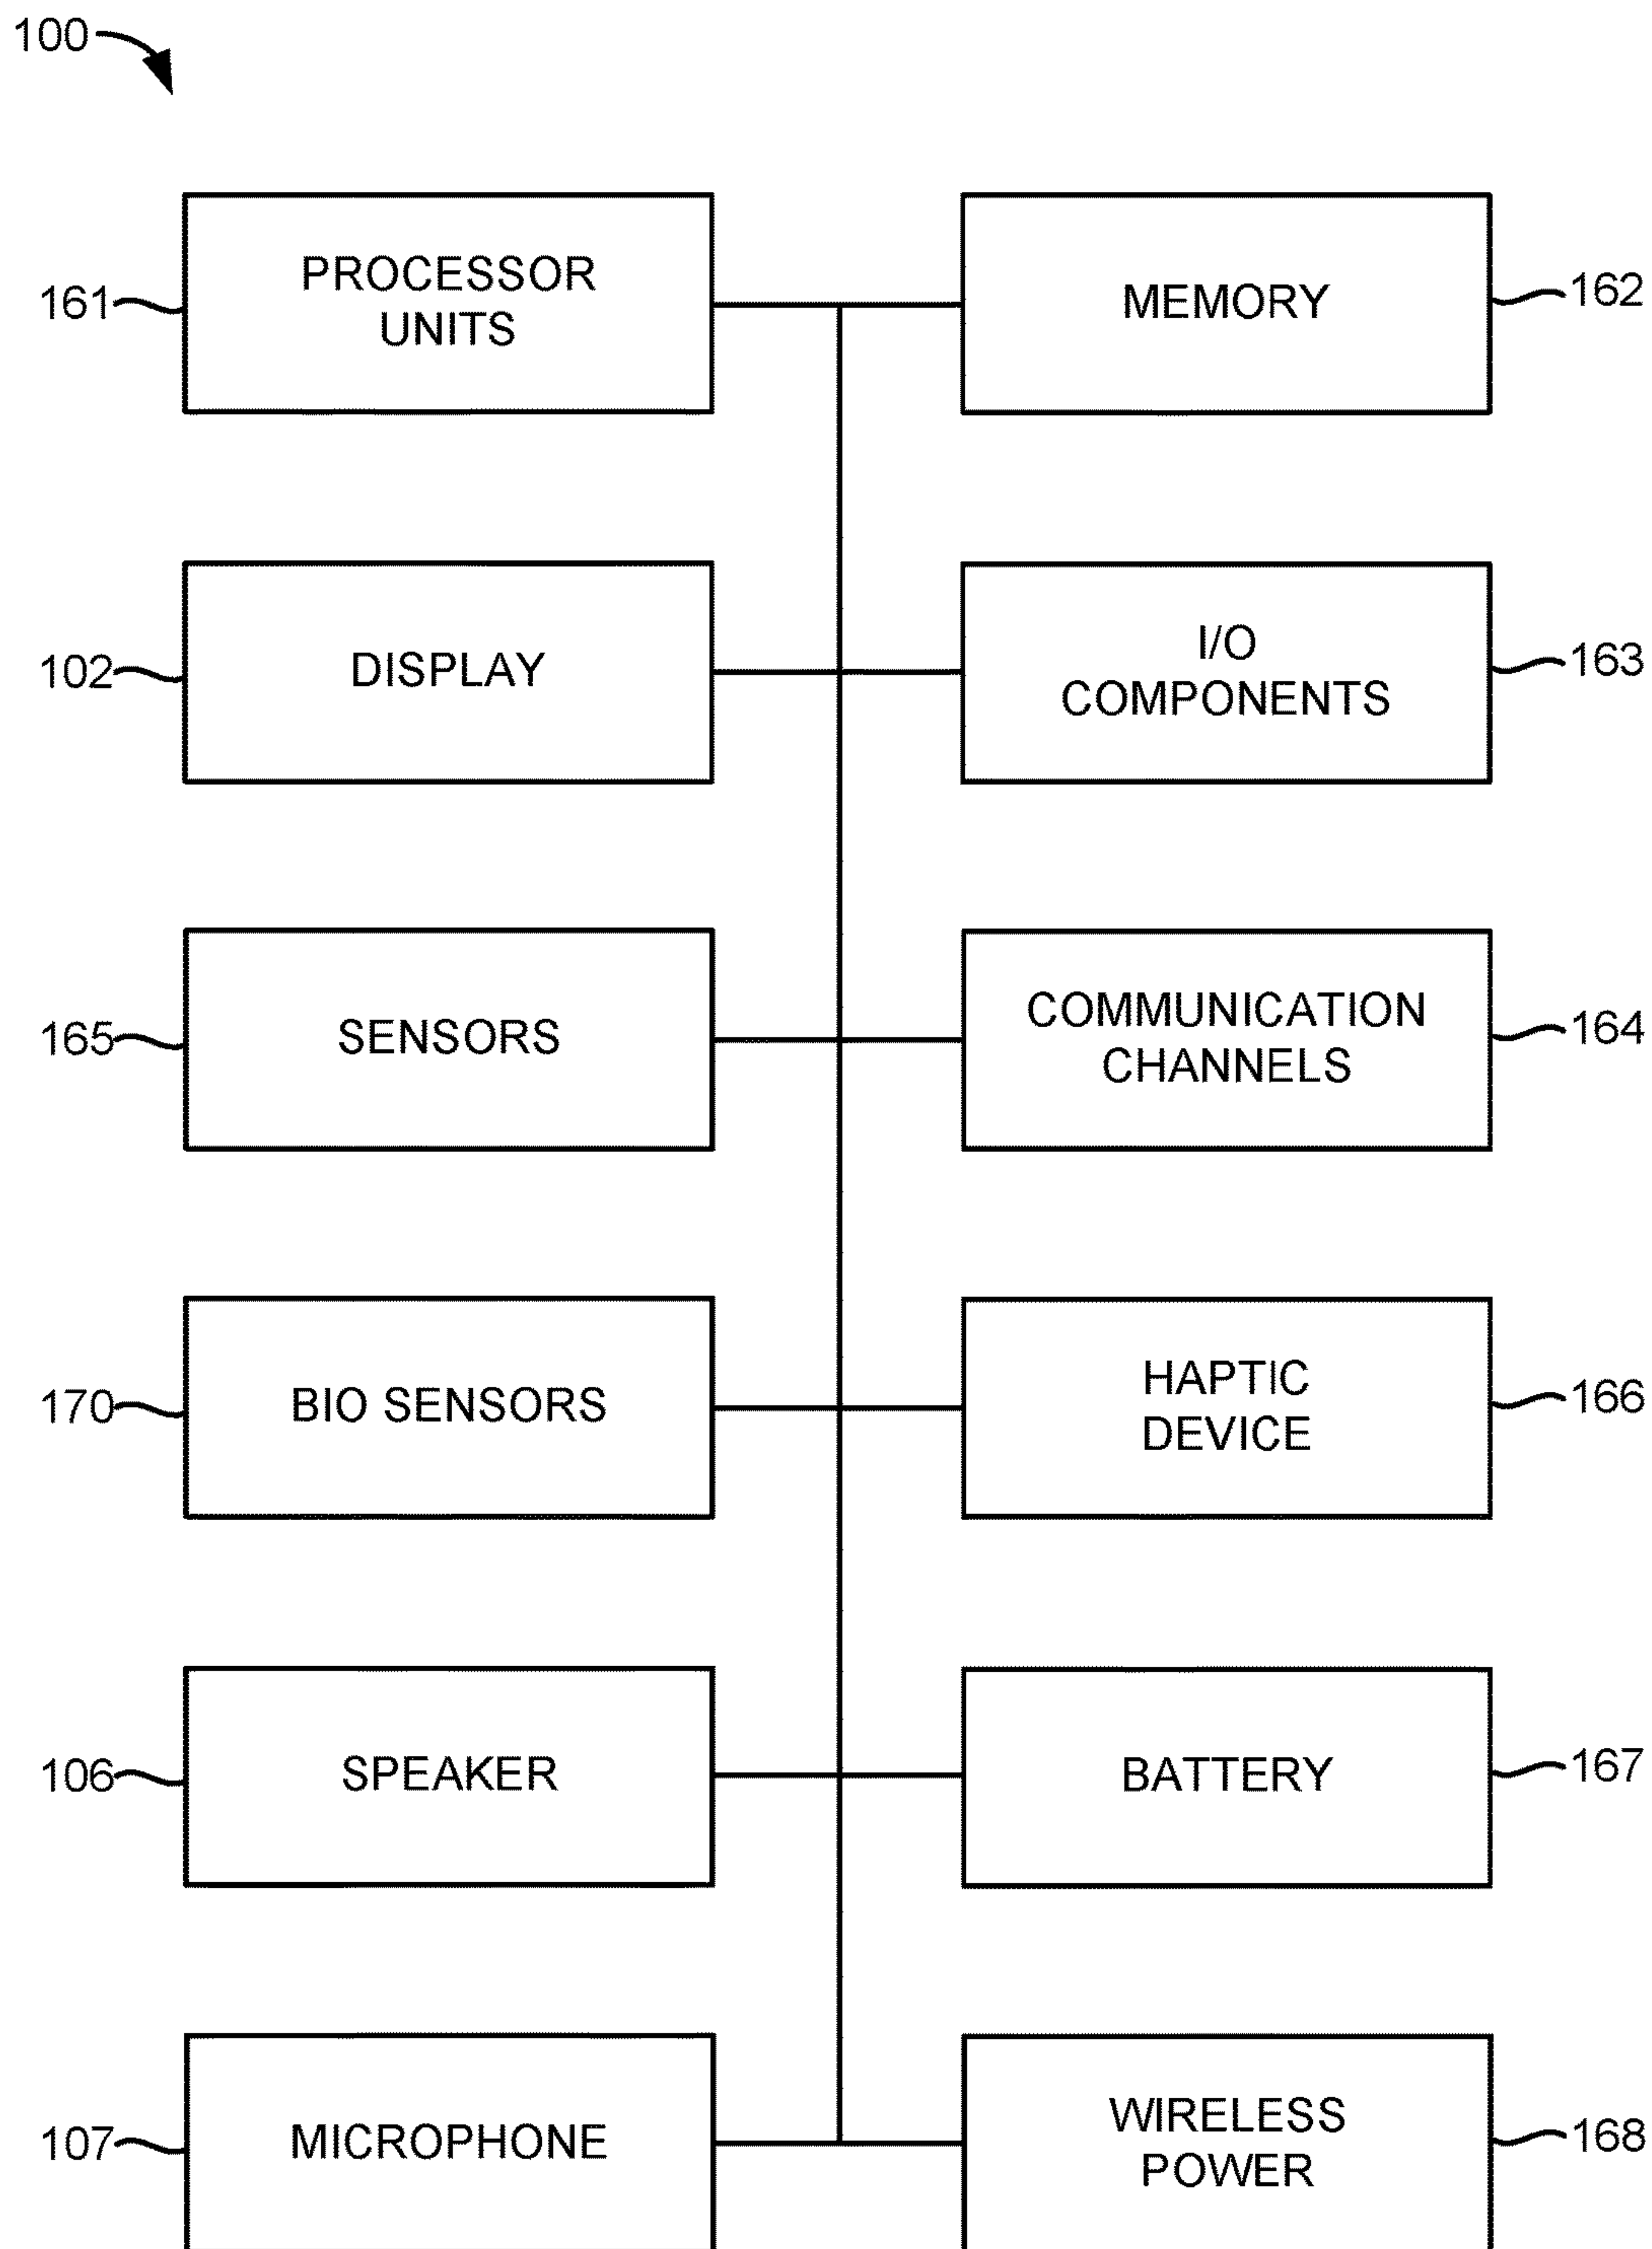 100
161
PROCESSOR
UNITS
MEMORY
162
102
DISPLAY
I/O
COMPONENTS
163
165
SENSORS
COMMUNICATION
CHANNELS
164
170
BIO SENSORS
HAPTIC
DEVICE
166
106
SPEAKER
BATTERY
167
107
MICROPHONE
WIRELESS
POWER
168